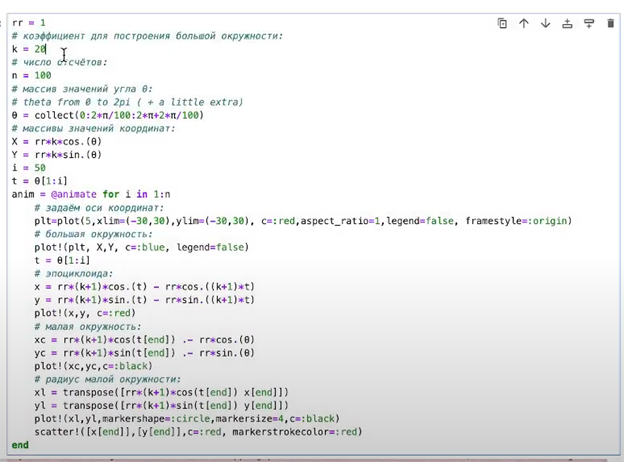 rr = 1
# коэффициент для построения большой окружности:
k = 20
# число отсчётов:
n = 100
# массив значений угла θ:
# theta from 0 to 2pi ( + a little extra)
θ = collect(0:2*π/100:2*π+2*π/100)
# массивы значений координат:
X = rr*k*cos.(θ)
Y = rr*k*sin.(θ)
i = 50
t = θ[1:i]
anim = @animate for i in 1:n
# задаём оси координат:
plt=plot(5,xlim=(-30,30),ylim=(-30,30), c=:red,aspect_ratio=1,legend=false, framestyle=:origin)
# большая окружность:
plot!(plt, X,Y, c=:blue, legend=false)
t = θ[1:i]
# эпоциклоида:
x = rr*(k+1)*cos.(t) - rr*cos.((k+1)*t)
y = rr*(k+1)*sin.(t) - rr*sin.((k+1)*t)
plot!(x,y, c=:red)
# малая окружность:
xc = rr*(k+1)*cos(t[end]) .- rr*cos.(θ)
yc = rr*(k+1)*sin(t[end]) .- rr*sin.(θ)
plot!(xc,yc,c=:black)
# радиус малой окружности:
xl = transpose([rr*(k+1)*cos(t[end]) x[end]])
yl = transpose([rr*(k+1)*sin(t[end]) y[end]])
plot!(xl,yl,markershape=:circle,markersize=4,c=:black)
scatter!([x[end]],[y[end]],c=:red, markerstrokecolor=:red)
end